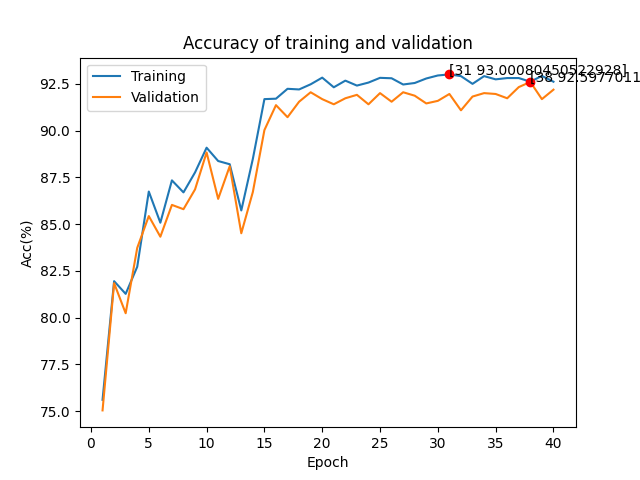 Accuracy of training and validation
Training
Validation
[31 93.00080450522928]
[38 92.5977011
92.5
90.0
87.5
85.0
82.5
80.0
77.5
75.0
Acc(%)
0 5 10 15 20 25 30 35 40
Epoch